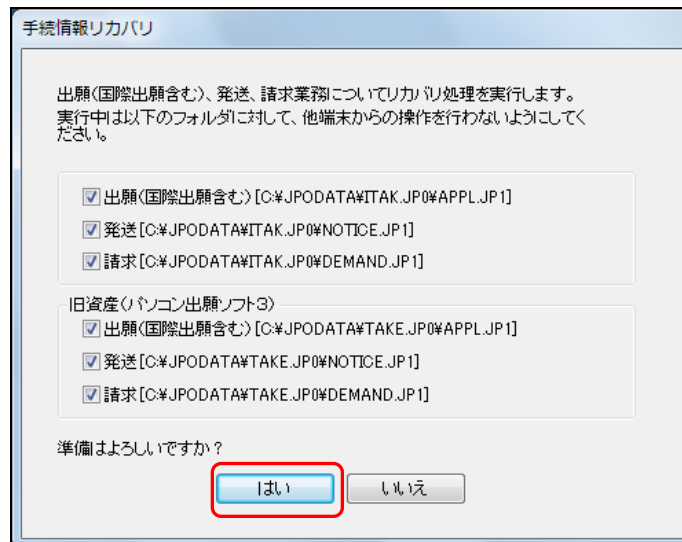 手続情報リカバリ
出願(国際出願含む)、発送、請求業務についてリカバリ処理を実行します。
実行中は以下のフォルダに対して、他端末からの操作を行わないようにしてく
ださい。
出願(国際出願含む)[C:¥JPODATA¥ITAK.JP0¥APPL.JP1]
発送[C:¥JPODATA¥ITAK.JP0¥NOTICE.JP1]
請求[C:¥JPODATA¥ITAK.JP0¥DEMAND.JP1]
旧資産(パソコン出願ソフト3)
出願(国際出願含む)[C:¥JPODATA¥TAKE.JP0¥APPL.JP1]
発送[C:¥JPODATA¥TAKE.JP0¥NOTICE.JP1]
請求[C:¥JPODATA¥TAKE.JP0¥DEMAND.JP1]
準備はよろしいですか?
はい いいえ